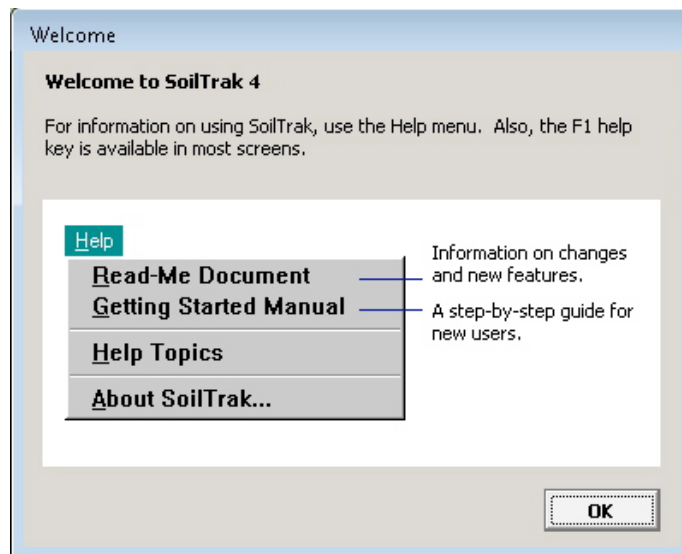 Welcome
Welcome to SoilTrak 4
For information on using SoilTrak, use the Help menu.  Also, the F1 help
key is available in most screens.
Help
Read-Me Document
Getting Started Manual
Help Topics
About SoilTrak...
Information on changes
and new features.
A step-by-step guide for
new users.
OK